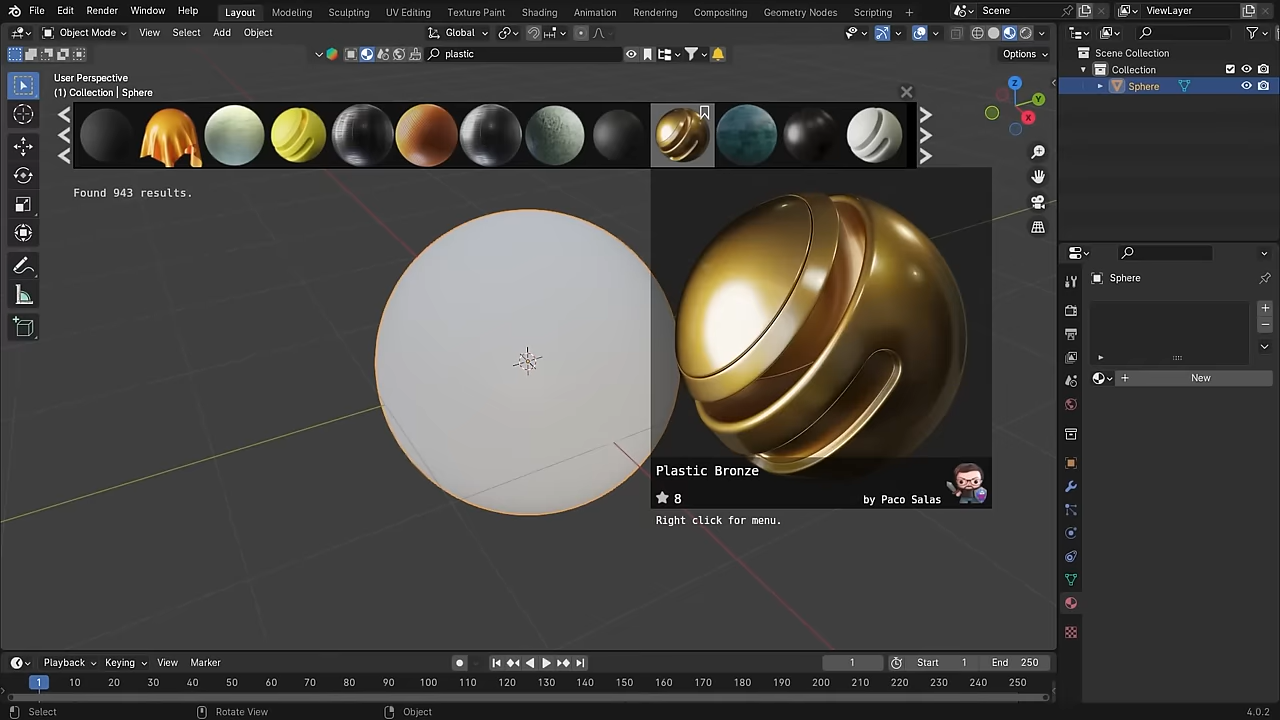 File Edit Render Window Help
Layout Modeling Sculpting UV Editing Texture Paint Shading Animation Rendering Compositing Geometry Nodes Scripting +
Scene
ViewLayer
Object Mode View Select Add Object
Global
plastic
Options
Scene Collection
Collection
Sphere
User Perspective
(1) Collection | Sphere
Z
Y
X
Found 943 results.
Plastic Bronze
8
by Paco Salas
Right click for menu.
Sphere
New
Playback Keying View Marker
1
Start 1
End 250
1 10 20 30 40 50 60 70 80 90 100 110 120 130 140 150 160 170 180 190 200 210 220 230 240 250
Select
Rotate View
Object
4.0.2